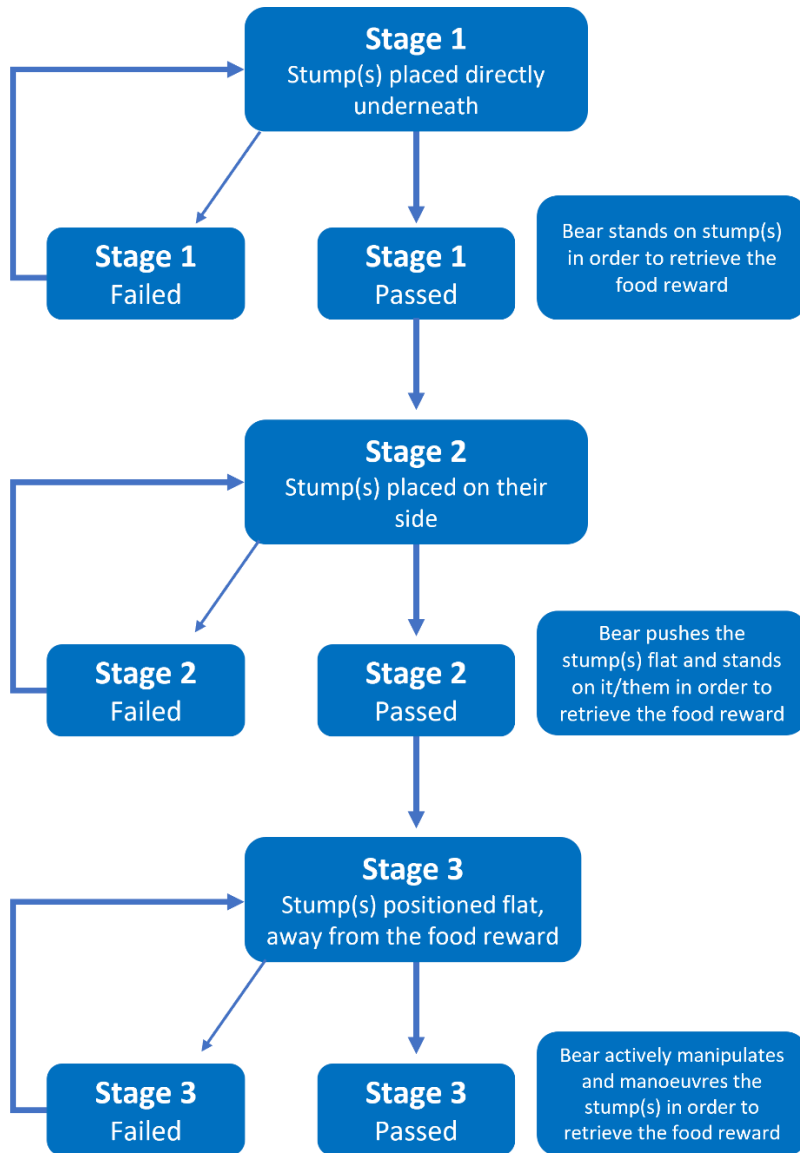 Stage 1
Stump(s) placed directly
underneath
Stage 1
Failed
Stage 1
Passed
Bear stands on stump(s)
in order to retrieve the
food reward
Stage 2
Stump(s) placed on their
side
Stage 2
Failed
Stage 2
Passed
Bear pushes the
stump(s) flat and stands
on it/them in order to
retrieve the food reward
Stage 3
Stump(s) positioned flat,
away from the food reward
Stage 3
Failed
Stage 3
Passed
Bear actively manipulates
and manoeuvres the
stump(s) in order to
retrieve the food reward